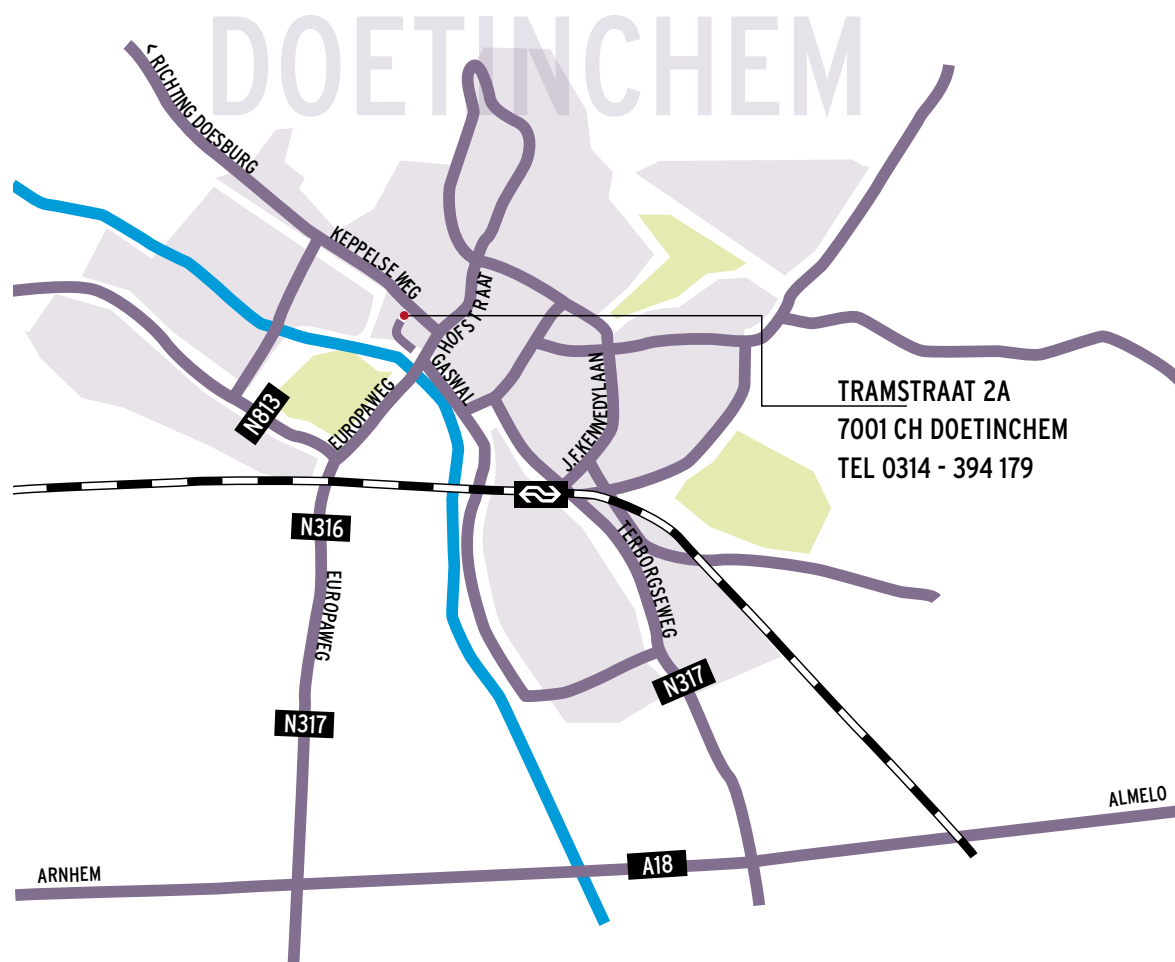 DOETINCHEM
< RICHTING DOESBURG
KEPPELSE WEG
HOFSTRAAT
GASWAL
EUROPAWEG
N813
J.F.KENNEDYLAAN
TRAMSTRAAT 2A
7001 CH DOETINCHEM
TEL 0314 - 394 179
N316
EUROPAWEG
TERBORGSEWEG
N317
N317
ALMELO
A18
ARNHEM